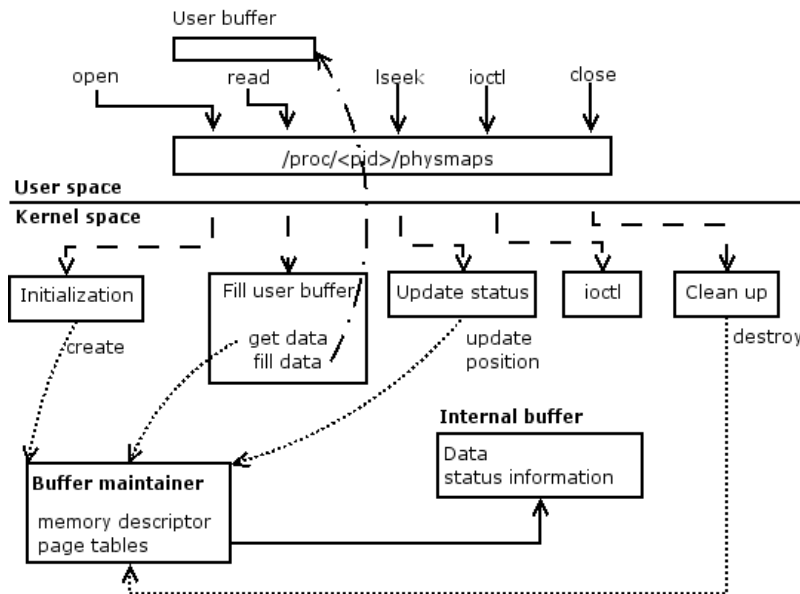 User buffer
open
read
lseek
ioctl
close
/proc/<pid>/physmaps
User space
Kernel space
Initialization
Fill user buffer
Update status
ioctl
Clean up
create
get data
fill data
update
position
destroy
Internal buffer
Data
status information
Buffer maintainer
memory descriptor
page tables